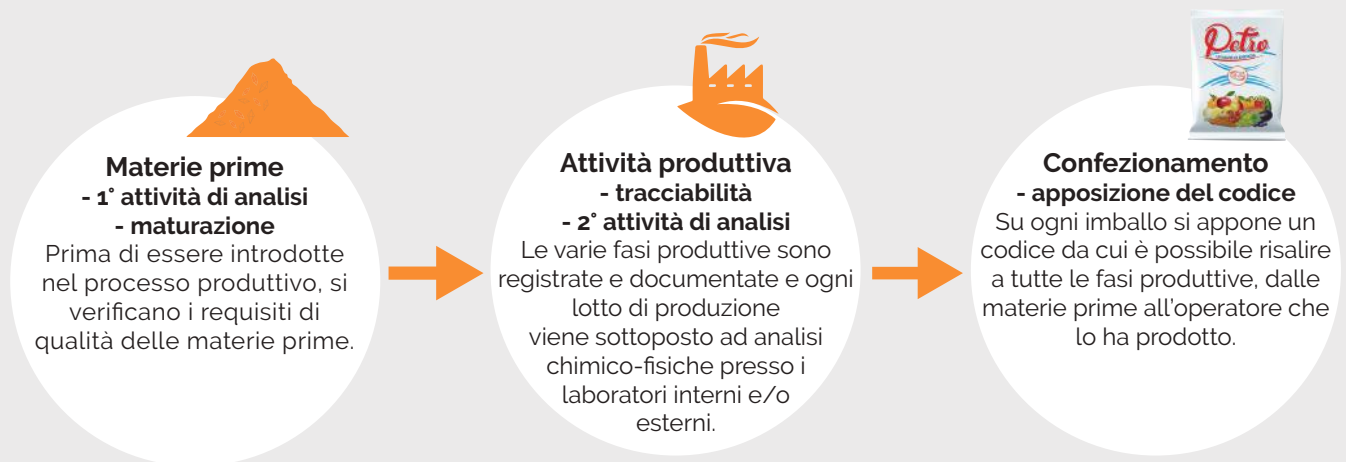 Materie prime
- 1° attività di analisi
- maturazione
Prima di essere introdotte
nel processo produttivo, si
verificano i requisiti di
qualità delle materie prime.
Attività produttiva
- tracciabilità
- 2° attività di analisi
Le varie fasi produttive sono
registrate e documentate e ogni
lotto di produzione
viene sottoposto ad analisi
chimico-fisiche presso i
laboratori interni e/o
esterni.
Petro
Confezionamento
- apposizione del codice
Su ogni imballo si appone un
codice da cui è possibile risalire
a tutte le fasi produttive, dalle
materie prime all'operatore che
lo ha prodotto.